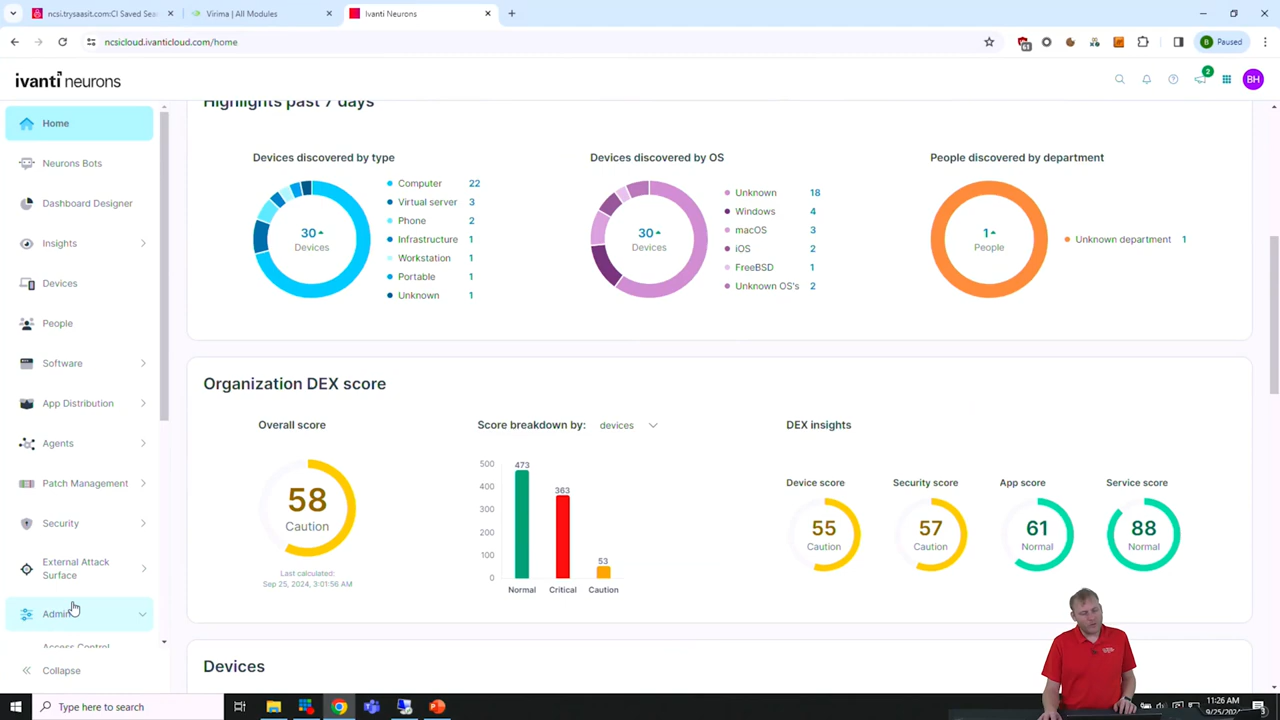 ncsi.trysaasit.com:CI Saved Sea
Virima | All Modules
Ivanti Neurons
ncsicloud.ivanticloud.com/home
61
B
Paused
ivanti neurons
2
BH
Home
Neurons Bots
Dashboard Designer
Insights
Devices
People
Software
App Distribution
Agents
Patch Management
Security
External Attack
Surface
Admin
Access Control
Collapse
Highlights past 7 days
Devices discovered by type
30
Devices
Computer 22
Virtual server 3
Phone 2
Infrastructure 1
Workstation 1
Portable 1
Unknown 1
Devices discovered by OS
30
Devices
Unknown 18
Windows 4
macOS 3
iOS 2
FreeBSD 1
Unknown OS's 2
People discovered by department
1
People
Unknown department 1
Organization DEX score
Overall score
58
Caution
Last calculated:
Sep 25, 2024, 3:01:56 AM
Score breakdown by: devices
500
400
300
200
100
0
473
363
53
Normal Critical Caution
DEX insights
Device score
55
Caution
Security score
57
Caution
App score
61
Normal
Service score
88
Normal
Devices
Type here to search
11:26 AM